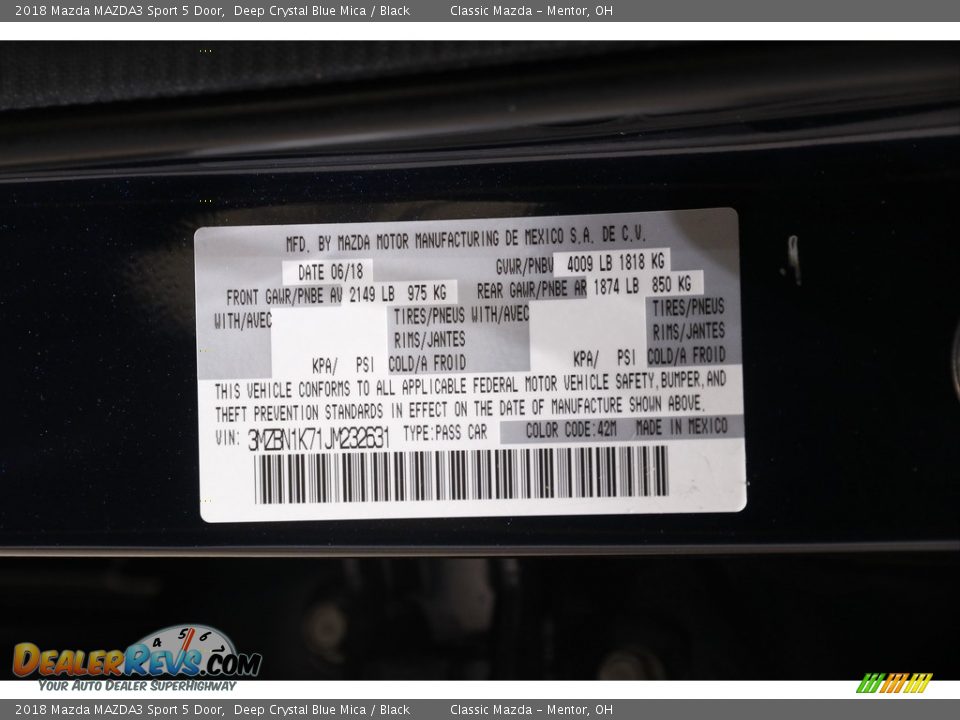 2018 Mazda MAZDA3 Sport 5 Door, Deep Crystal Blue Mica / Black Classic Mazda - Mentor, OH
MFD. BY MAZDA MOTOR MANUFACTURING DE MEXICO S.A. DE C.V.
DATE 06/18 GVWR/PNBV 4009 LB 1818 KG
FRONT GAWR/PNBE AV 2149 LB 975 KG REAR GAWR/PNBE AR 1874 LB 850 KG
WITH/AVEC TIRES/PNEUS WITH/AVEC TIRES/PNEUS
RIMS/JANTES RIMS/JANTES
KPA/ PSI COLD/A FROID KPA/ PSI COLD/A FROID
THIS VEHICLE CONFORMS TO ALL APPLICABLE FEDERAL MOTOR VEHICLE SAFETY,BUMPER,AND
THEFT PREVENTION STANDARDS IN EFFECT ON THE DATE OF MANUFACTURE SHOWN ABOVE.
VIN: 3MZBN1K71JM232631 TYPE:PASS CAR COLOR CODE:42M MADE IN MEXICO
4 5 6
DEALERREVS.COM
YOUR AUTO DEALER SUPERHIGHWAY
2018 Mazda MAZDA3 Sport 5 Door, Deep Crystal Blue Mica / Black Classic Mazda - Mentor, OH